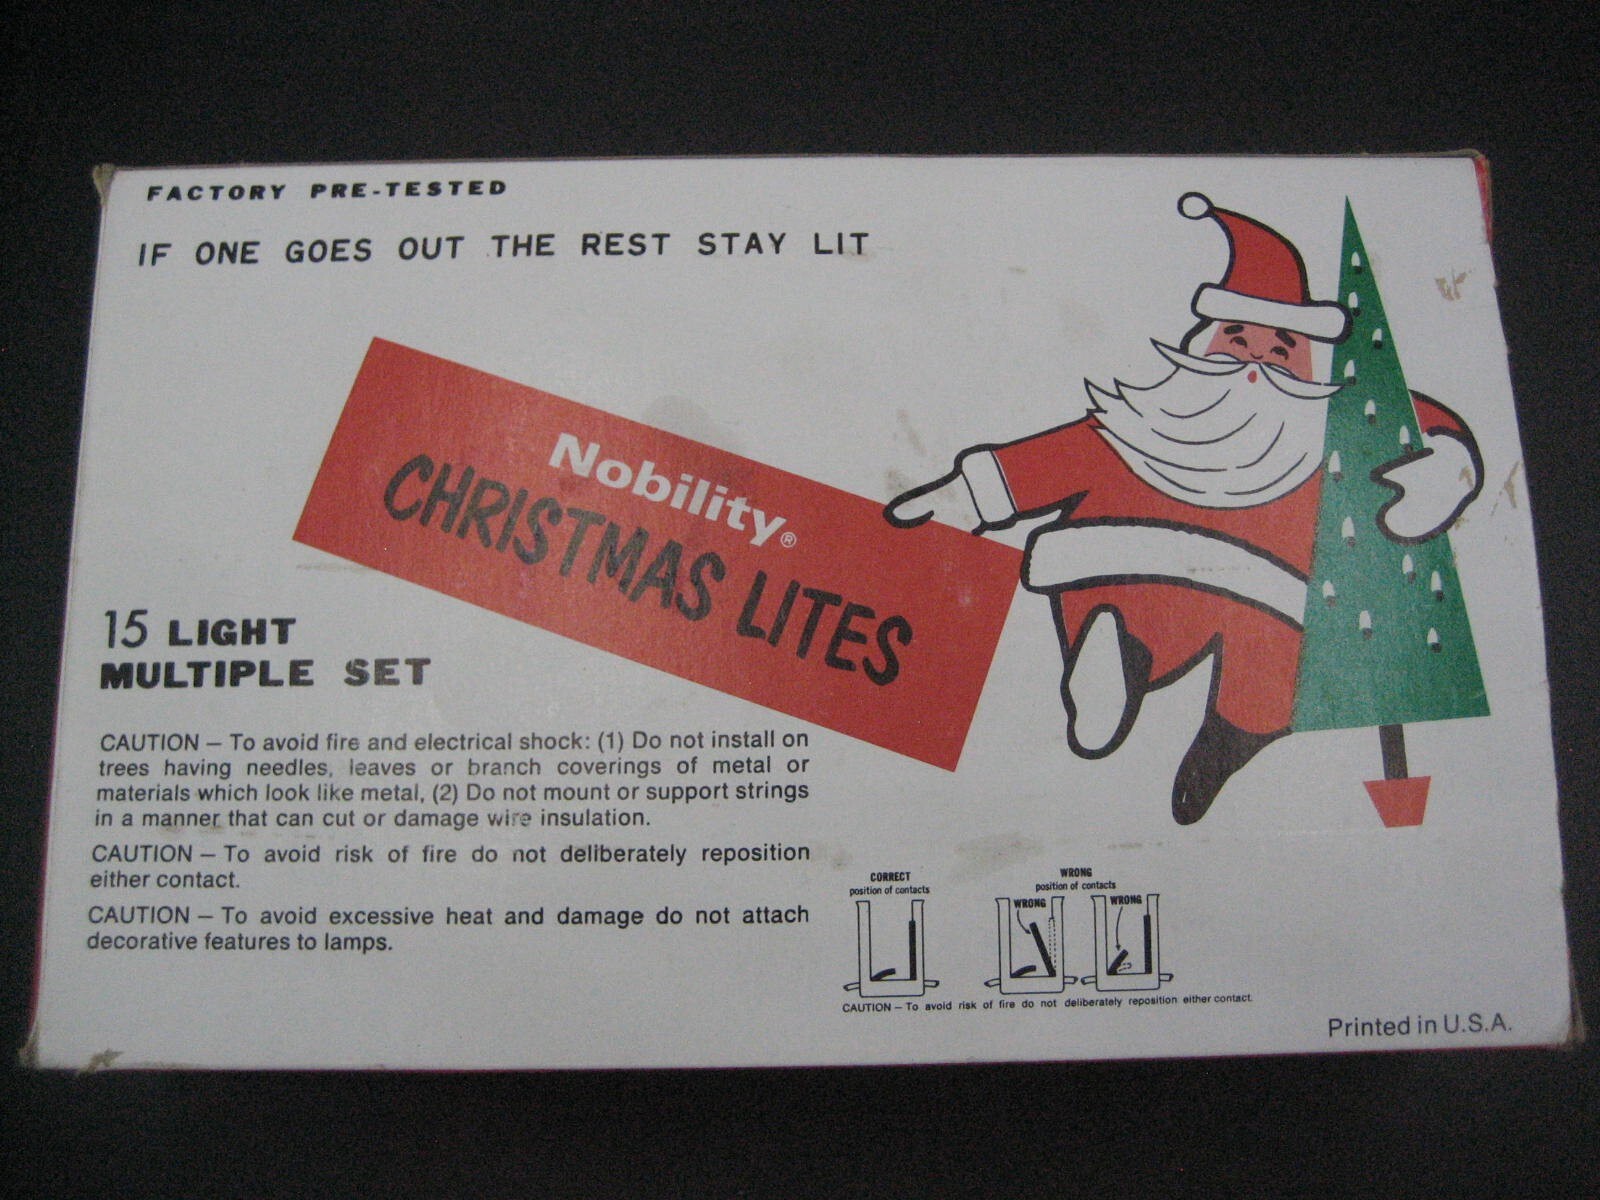 FACTORY PRE-TESTED
IF ONE GOES OUT THE REST STAY LIT
Nobility®
CHRISTMAS LITES
15 LIGHT
MULTIPLE SET
CAUTION – To avoid fire and electrical shock: (1) Do not install on
trees having needles, leaves or branch coverings of metal or
materials which look like metal, (2) Do not mount or support strings
in a manner that can cut or damage wire insulation.
CAUTION – To avoid risk of fire do not deliberately reposition
either contact.
CAUTION – To avoid excessive heat and damage do not attach
decorative features to lamps.
CORRECT
position of contacts
WRONG
position of contacts
WRONG
WRONG
CAUTION – To avoid risk of fire do not deliberately reposition either contact.
Printed in U.S.A.